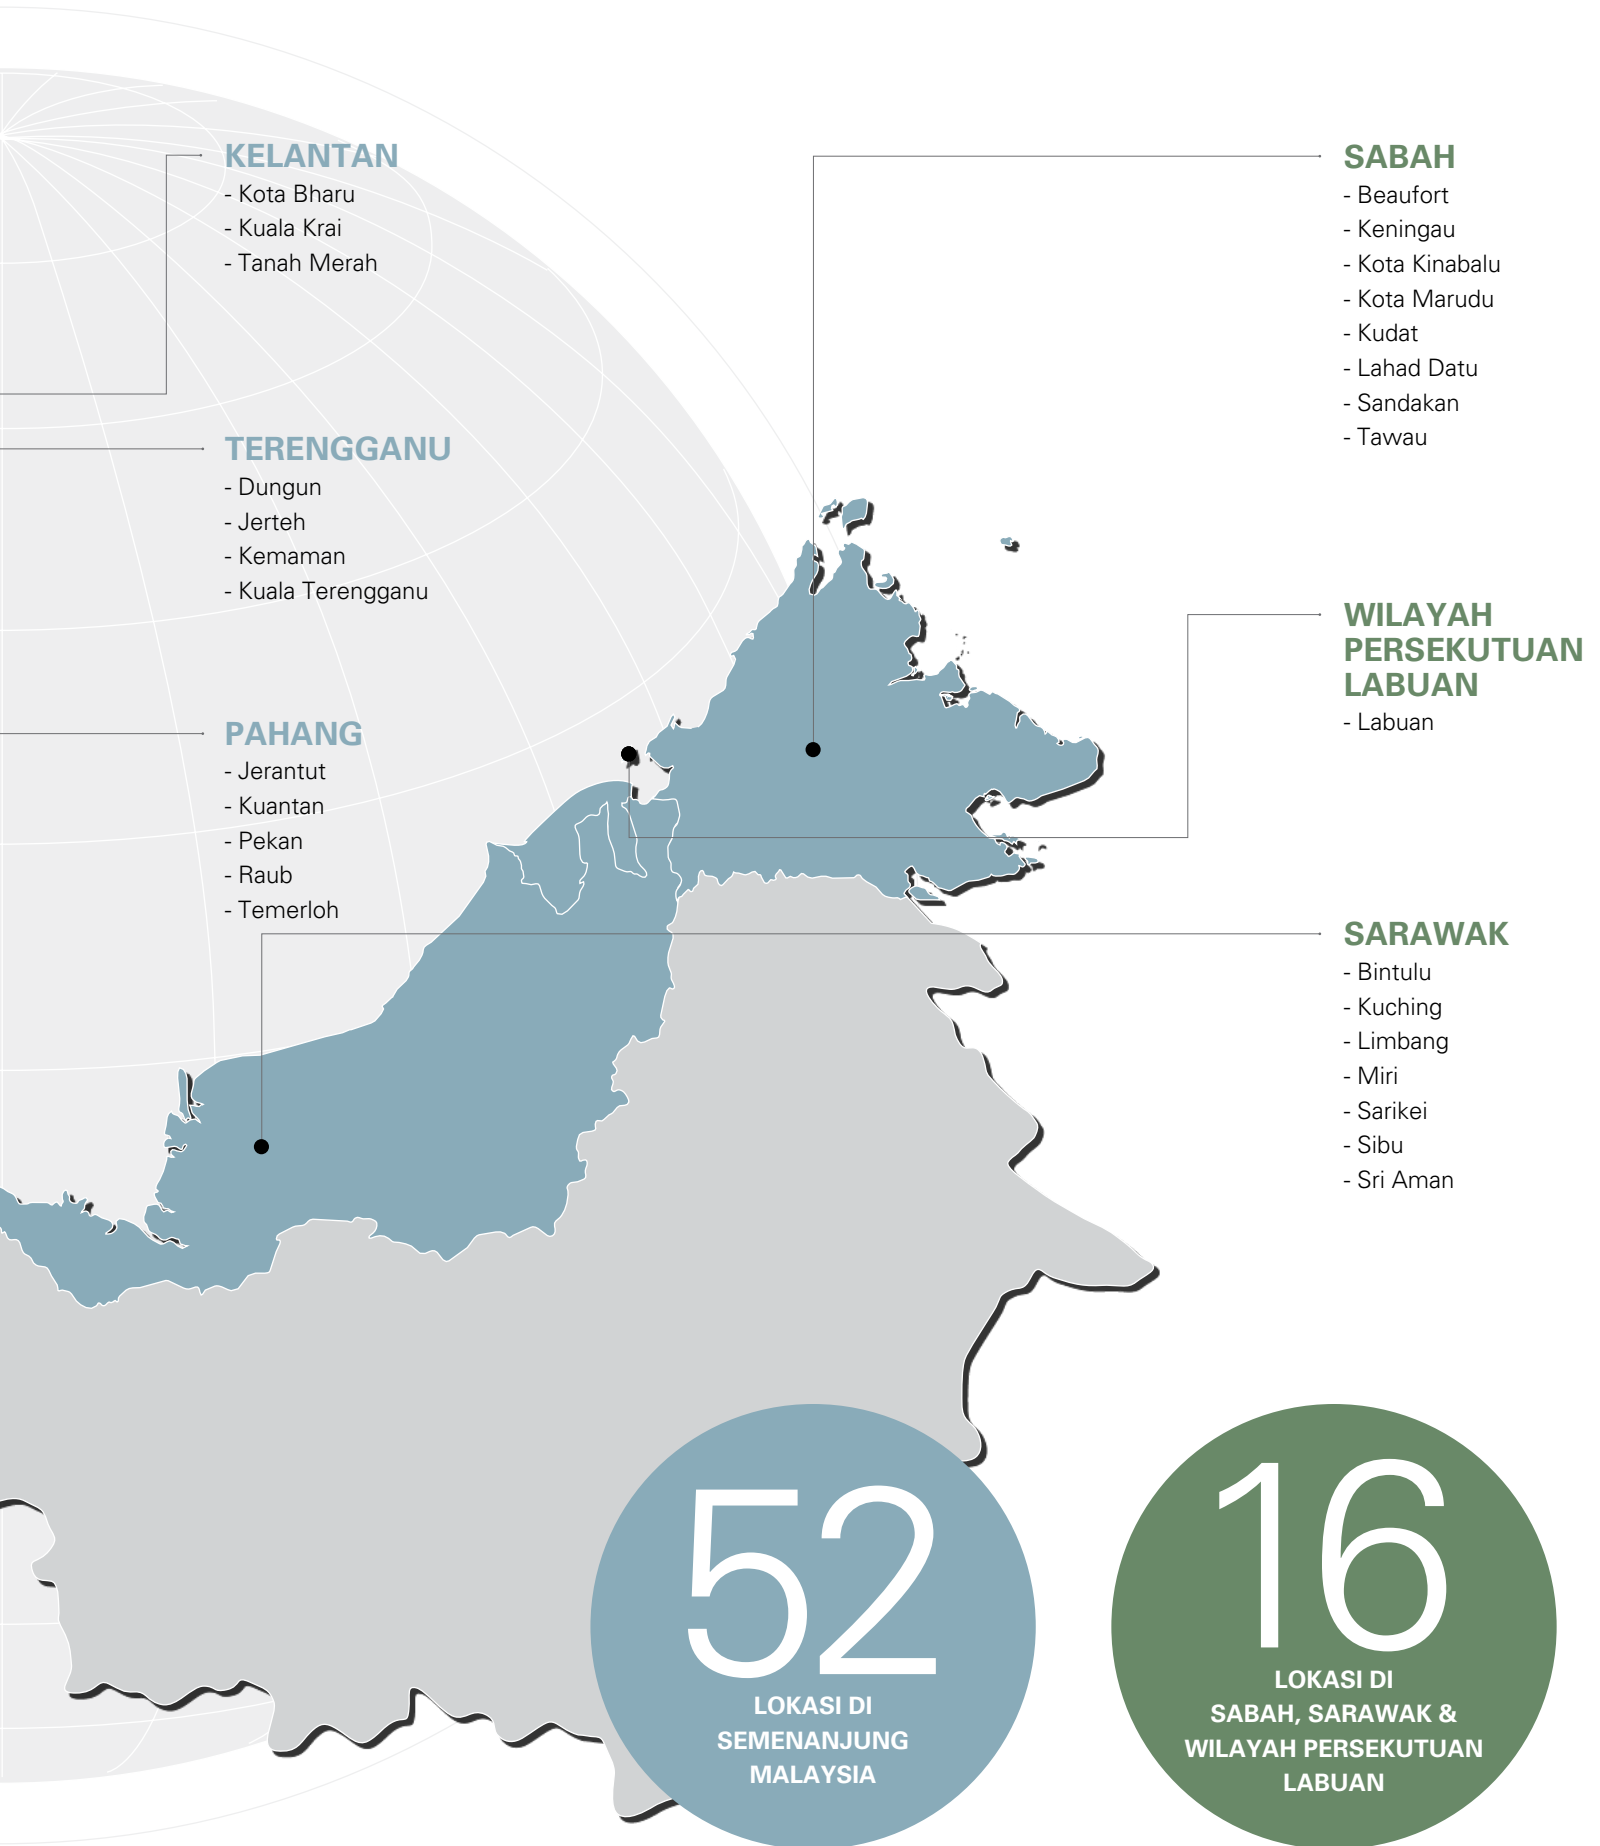 KELANTAN
- Kota Bharu
- Kuala Krai
- Tanah Merah
TERENGGANU
- Dungun
- Jerteh
- Kemaman
- Kuala Terengganu
PAHANG
- Jerantut
- Kuantan
- Pekan
- Raub
- Temerloh
SABAH
- Beaufort
- Keningau
- Kota Kinabalu
- Kota Marudu
- Kudat
- Lahad Datu
- Sandakan
- Tawau
WILAYAH
PERSEKUTUAN
LABUAN
- Labuan
SARAWAK
- Bintulu
- Kuching
- Limbang
- Miri
- Sarikei
- Sibu
- Sri Aman
52
LOKASI DI
SEMENANJUNG
MALAYSIA
16
LOKASI DI
SABAH, SARAWAK &
WILAYAH PERSEKUTUAN
LABUAN